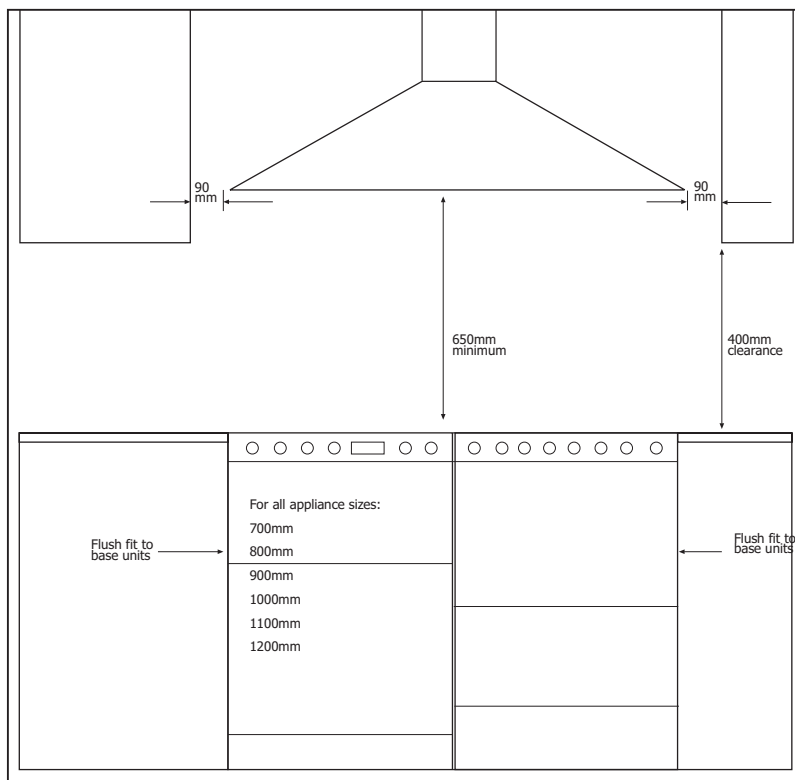 90
mm
90
mm
650mm
minimum
400mm
clearance
For all appliance sizes:
700mm
800mm
900mm
1000mm
1100mm
1200mm
Flush fit to
base units
Flush fit to
base units